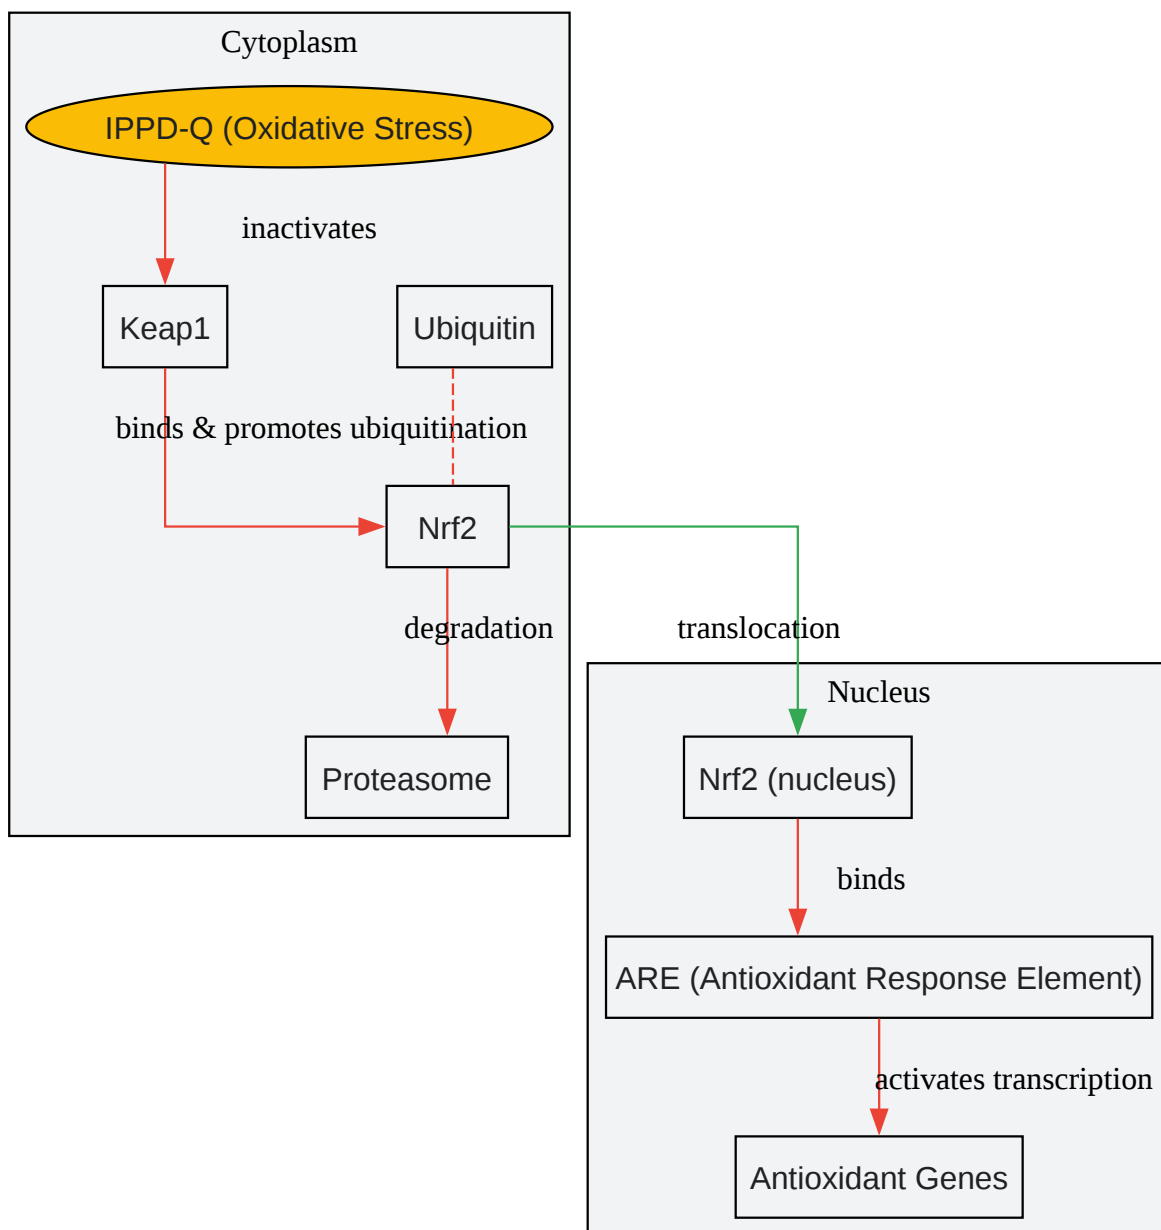 Cytoplasm
IPPD-Q (Oxidative Stress)
inactivates
Keap1
Ubiquitin
binds & promotes ubiquitination
Nrf2
degradation
translocation
Nucleus
Proteasome
Nrf2 (nucleus)
binds
ARE (Antioxidant Response Element)
activates transcription
Antioxidant Genes